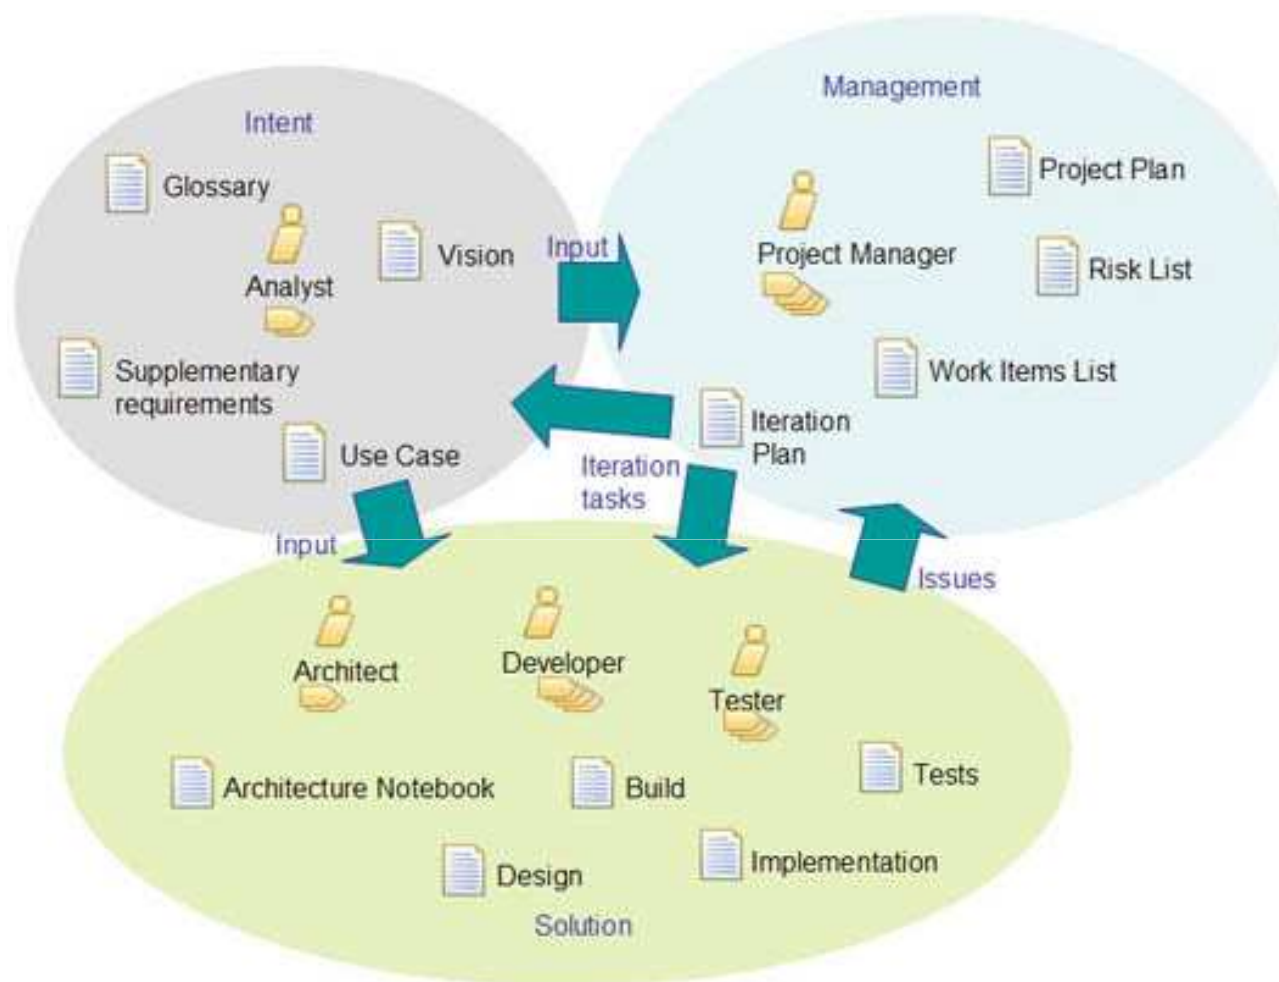 Management
Intent
Project Plan
Glossary
Vision
Input
Project Manager
Analyst
Risk List
Supplementary
requirements
Work Items List
Iteration
Plan
Use Case
Iteration
tasks
Input
Issues
Architect
Developer
Tester
Architecture Notebook
Build
Tests
Design
Implementation
Solution